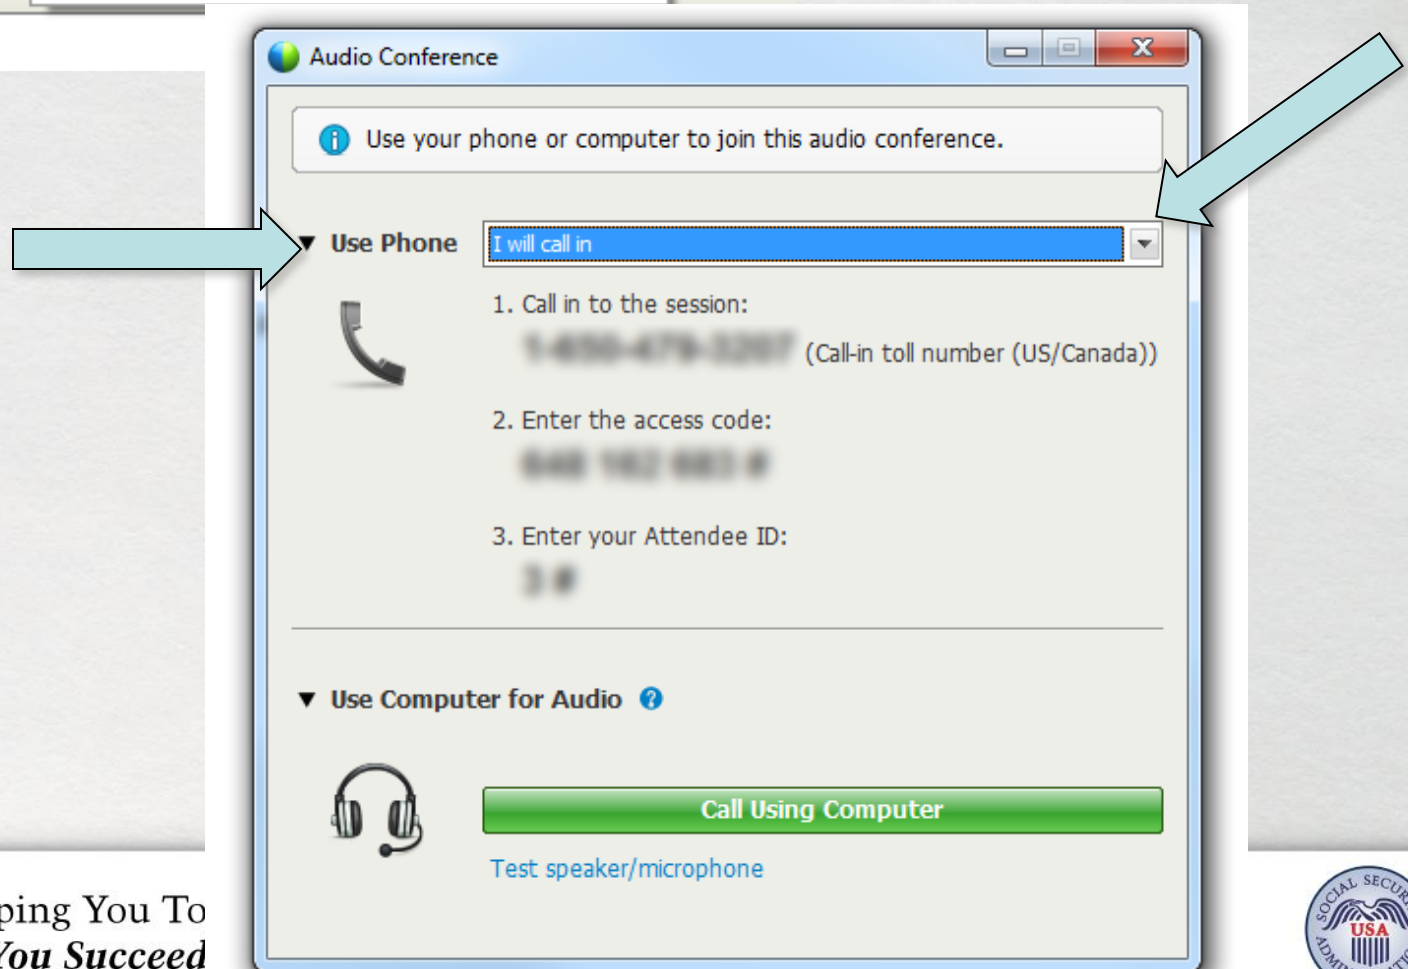 Audio Conference
Use your phone or computer to join this audio conference.
Use Phone
I will call in
1. Call in to the session:
(Call-in toll number (US/Canada))
2. Enter the access code:
3. Enter your Attendee ID:
Use Computer for Audio
Call Using Computer
Test speaker/microphone
ping You To
You Succeed
SOCIAL SECUR
USA